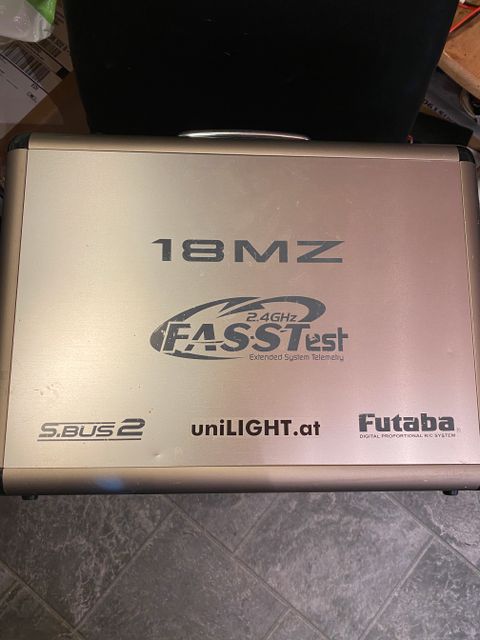 18MZ
2.4GHz
FASSTest
Extended System Telemetry
S.BUS2
uniLIGHT.at
Futaba
DIGITAL PROPORTIONAL R/C SYSTEM